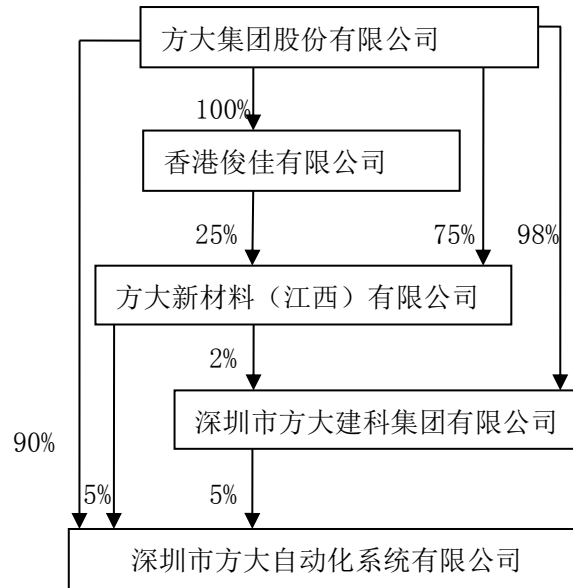 方大集团股份有限公司
100%
香港俊佳有限公司
25%
75%
98%
方大新材料（江西）有限公司
2%
深圳市方大建科集团有限公司
90%
5%
5%
深圳市方大自动化系统有限公司